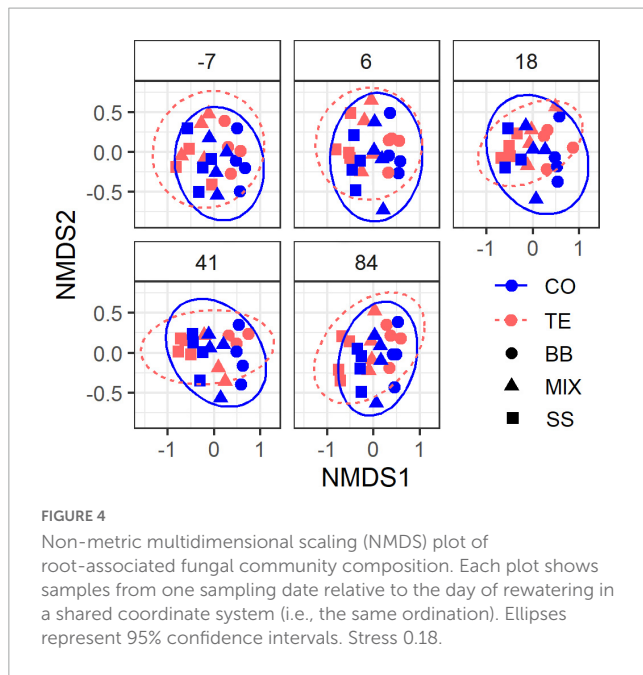 -7 6 18
NMDS2
0.5
0.0
-0.5
-1 0 1
41 84
CO
TE
BB
MIX
SS
0.5
0.0
-0.5
-1 0 1 -1 0 1
NMDS1
FIGURE 4
Non-metric multidimensional scaling (NMDS) plot of
root-associated fungal community composition. Each plot shows
samples from one sampling date relative to the day of rewatering in
a shared coordinate system (i.e., the same ordination). Ellipses
represent 95% confidence intervals. Stress 0.18.